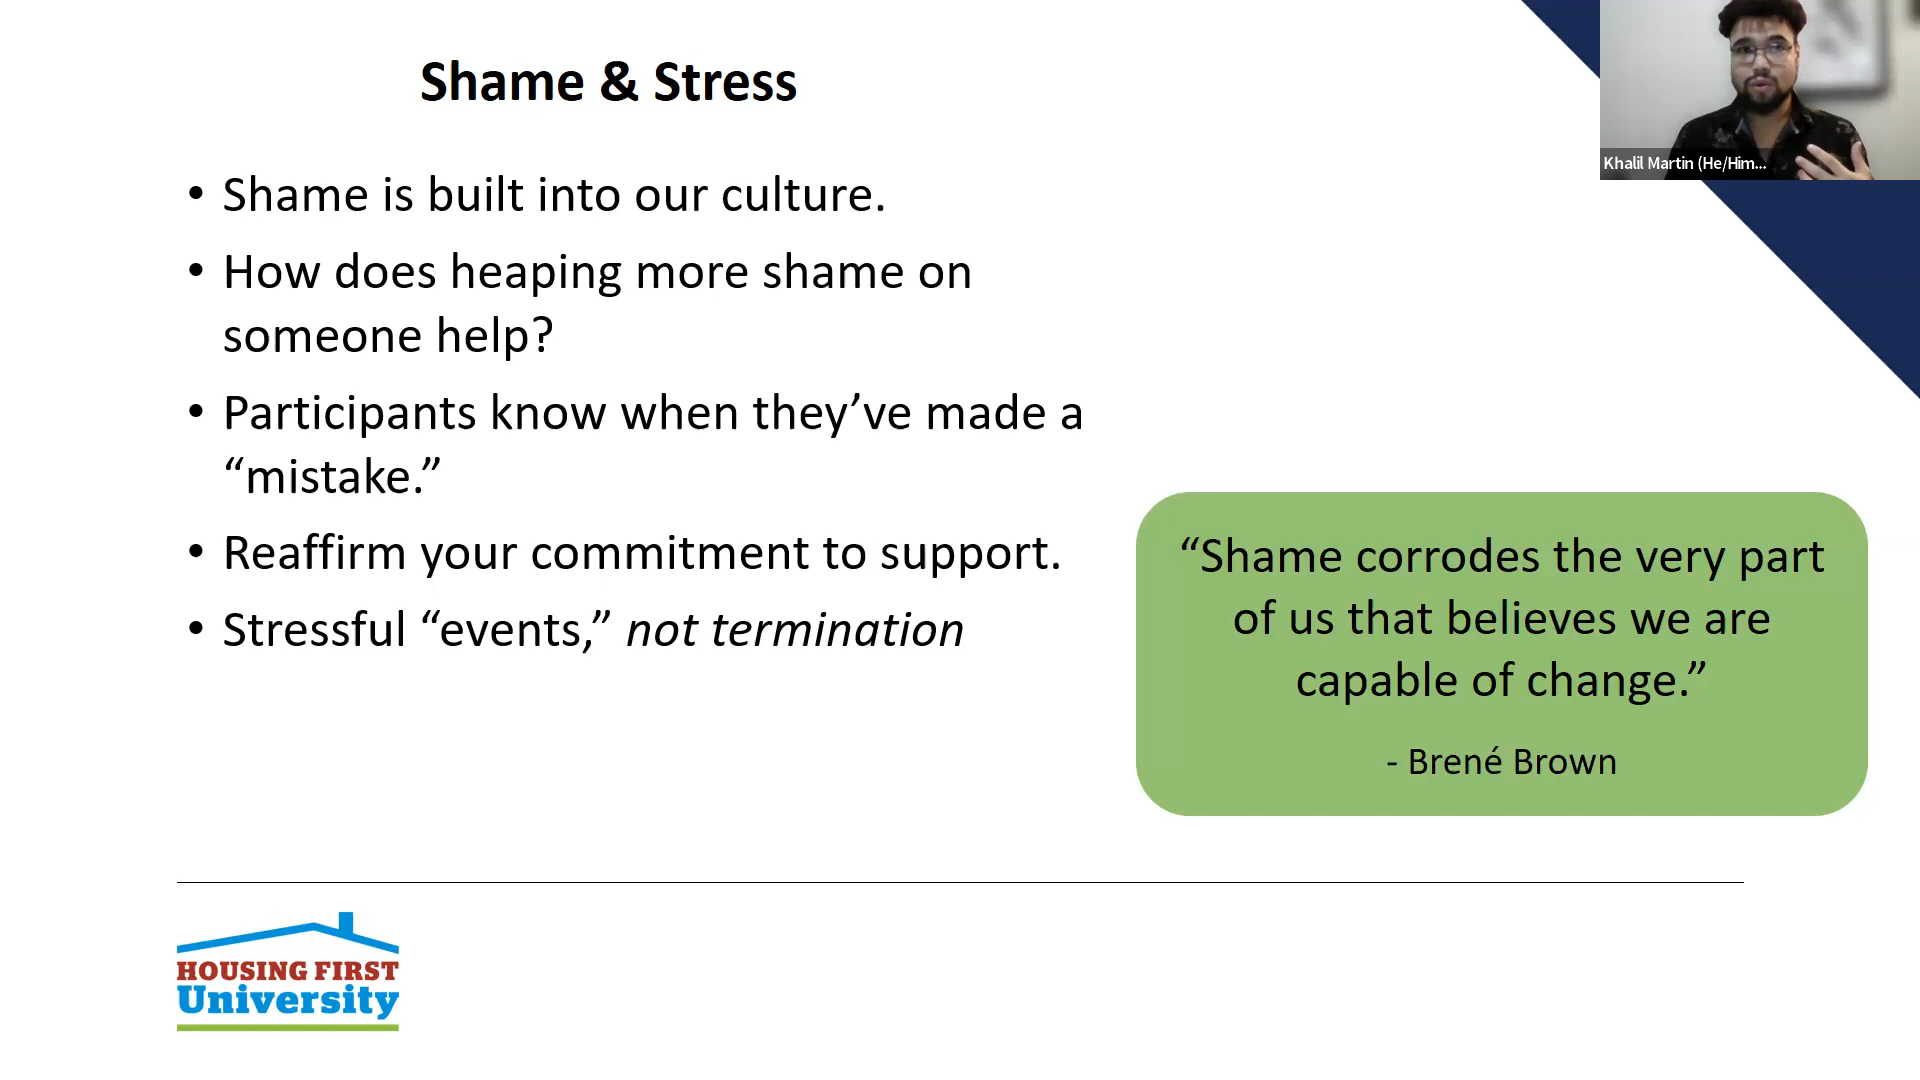 Shame & Stress
• Shame is built into our culture.
• How does heaping more shame on
someone help?
• Participants know when they’ve made a
“mistake.”
• Reaffirm your commitment to support.
• Stressful “events,” not termination
“Shame corrodes the very part
of us that believes we are
capable of change.”
- Brené Brown
Khalil Martin (He/Him...
HOUSING FIRST
University